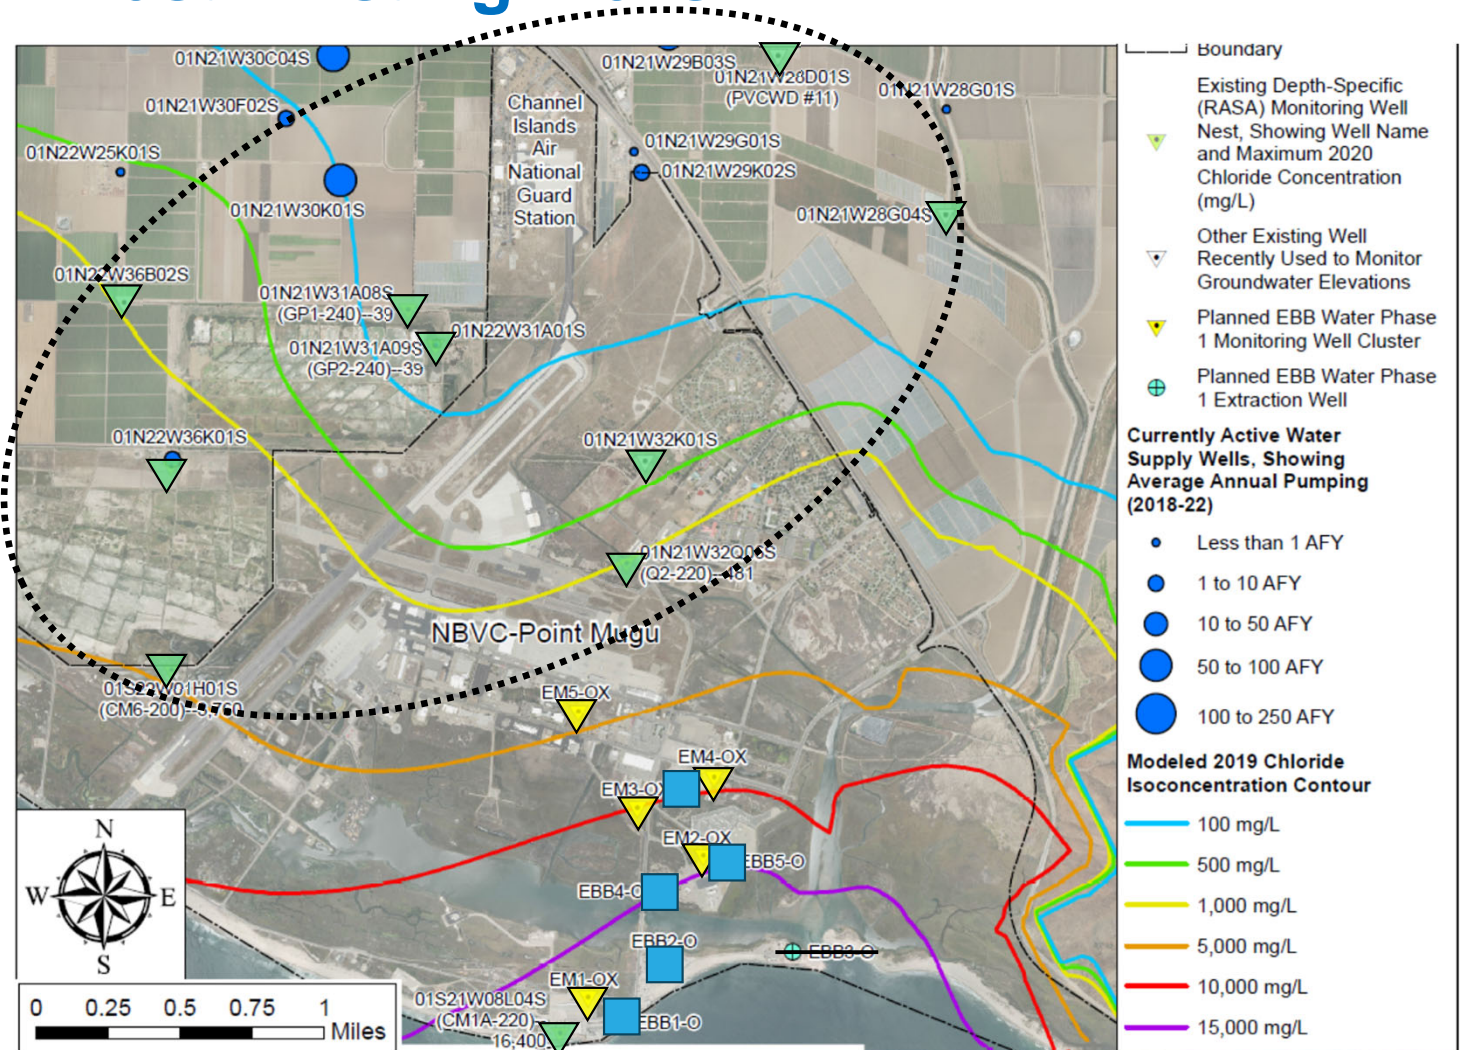 01N21W30C04S
01N21W29B03S
01N21W28D01S
(PVCWD #11)
01N21W28G01S
01N21W30F02S
Channel
Islands
Air
National
Guard
Station
01N21W29G01S
01N22W25K01S
01N21W29K02S
01N21W30K01S
01N21W28G04S
01N22W36B02S
01N21W31A08S
(GP1-240)--39
01N22W31A01S
01N21W31A09S
(GP2-240)--39
01N22W36K01S
01N21W32K01S
(Q2-220)--481
NBVC-Point Mugu
01S22W01H01S
EM5-OX
EM4-OX
EM3-OX
EM2-OX
EBB5-O
EBB4-O
EBB2-O
EBB3-O
EM1-OX
01S21W08L04S
(CM1A-220)--
16,400
EBB1-O
N
W
E
S
0 0.25 0.5 0.75 1
Miles
Boundary
Existing Depth-Specific
(RASA) Monitoring Well
Nest, Showing Well Name
and Maximum 2020
Chloride Concentration
(mg/L)
Other Existing Well
Recently Used to Monitor
Groundwater Elevations
Planned EBB Water Phase
1 Monitoring Well Cluster
Planned EBB Water Phase
1 Extraction Well
Currently Active Water
Supply Wells, Showing
Average Annual Pumping
(2018-22)
Less than 1 AFY
1 to 10 AFY
10 to 50 AFY
50 to 100 AFY
100 to 250 AFY
Modeled 2019 Chloride
Isoconcentration Contour
100 mg/L
500 mg/L
1,000 mg/L
5,000 mg/L
10,000 mg/L
15,000 mg/L